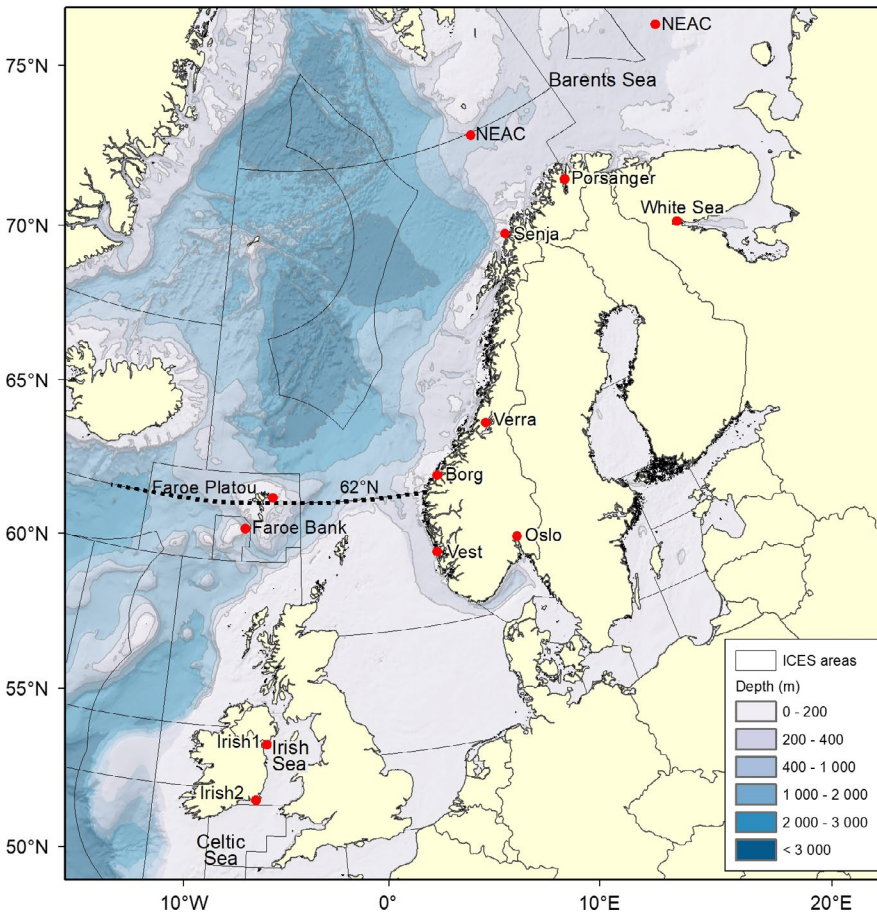 NEAC
75°N
Barents Sea
NEAC
Porsanger
White Sea
70°N
Senja
65°N
Verra
Borg
Faroe Platou
62°N
Faroe Bank
60°N
Oslo
Vest
ICES areas
Depth (m)
0 - 200
200 - 400
400 - 1 000
1 000 - 2 000
2 000 - 3 000
< 3 000
55°N
Irish1
Irish
Sea
Irish2
Celtic
Sea
50°N
10°W
0°
10°E
20°E